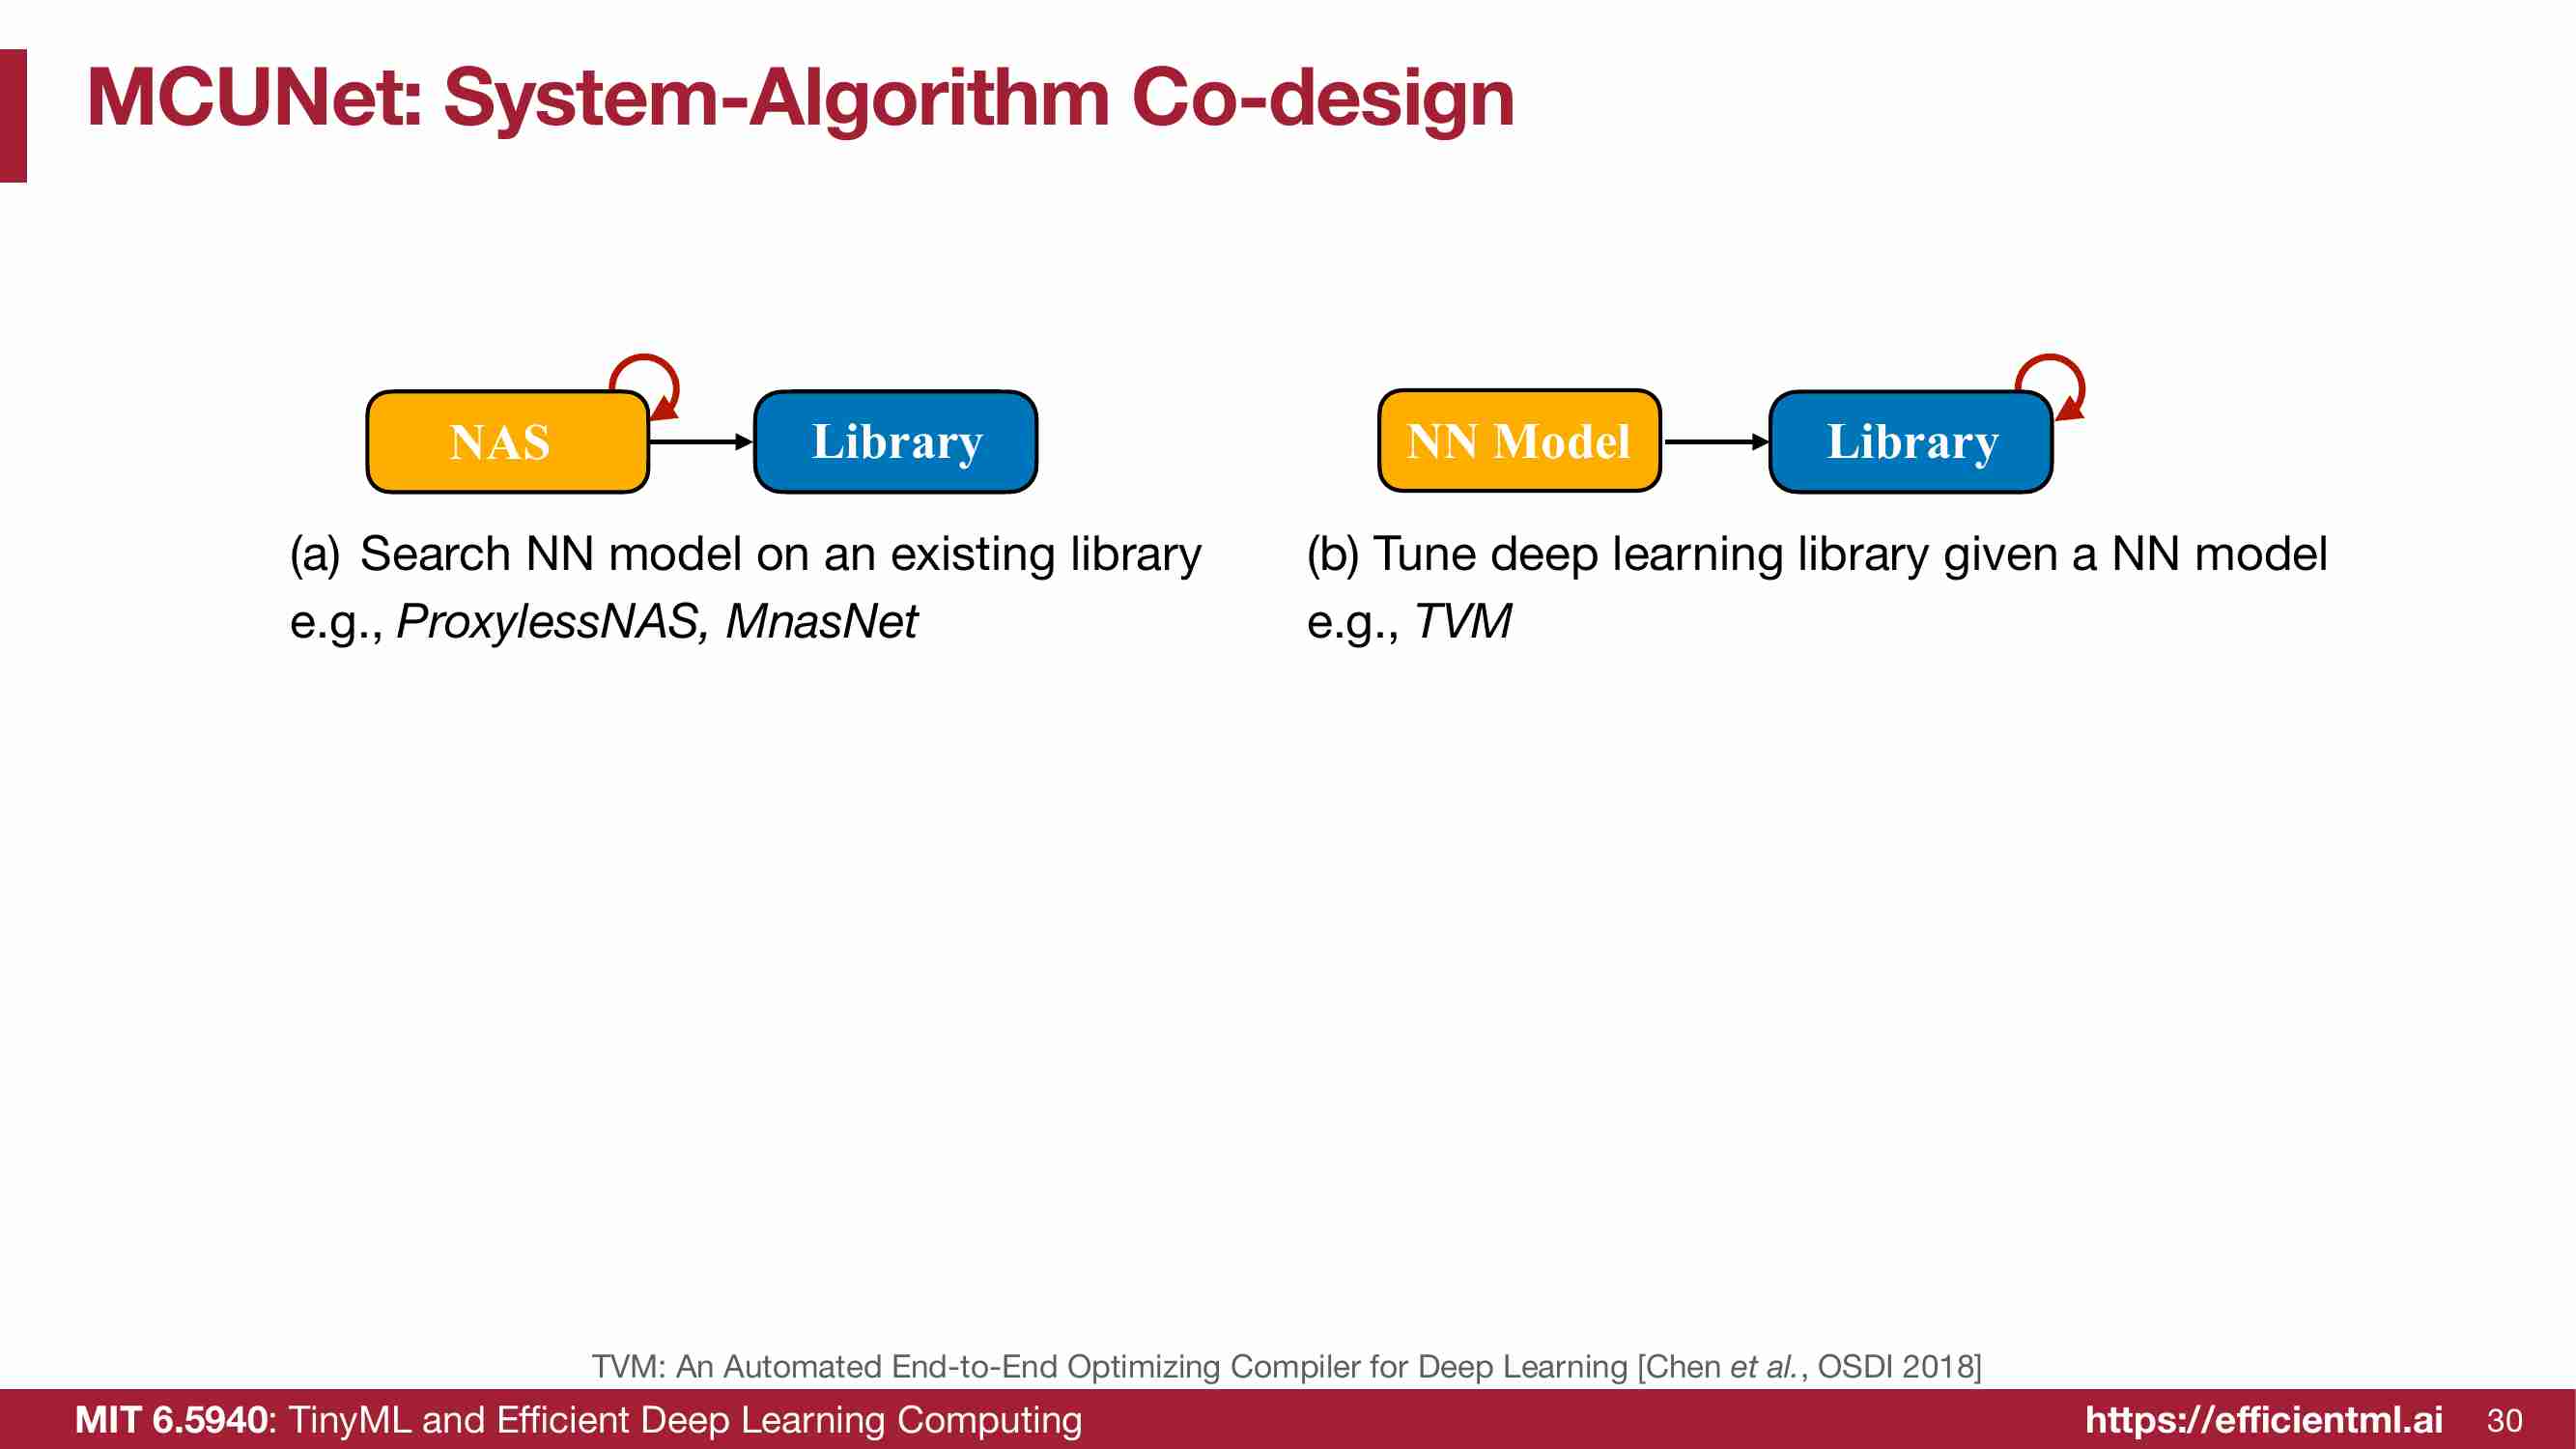 MCUNet: System-Algorithm Co-design
NAS
Library
(a) Search NN model on an existing library
e.g., ProxylessNAS, MnasNet
NN Model
Library
(b) Tune deep learning library given a NN model
e.g., TVM
TVM: An Automated End-to-End Optimizing Compiler for Deep Learning [Chen et al., OSDI 2018]
MIT 6.5940: TinyML and Efficient Deep Learning Computing
https://efficientml.ai
30